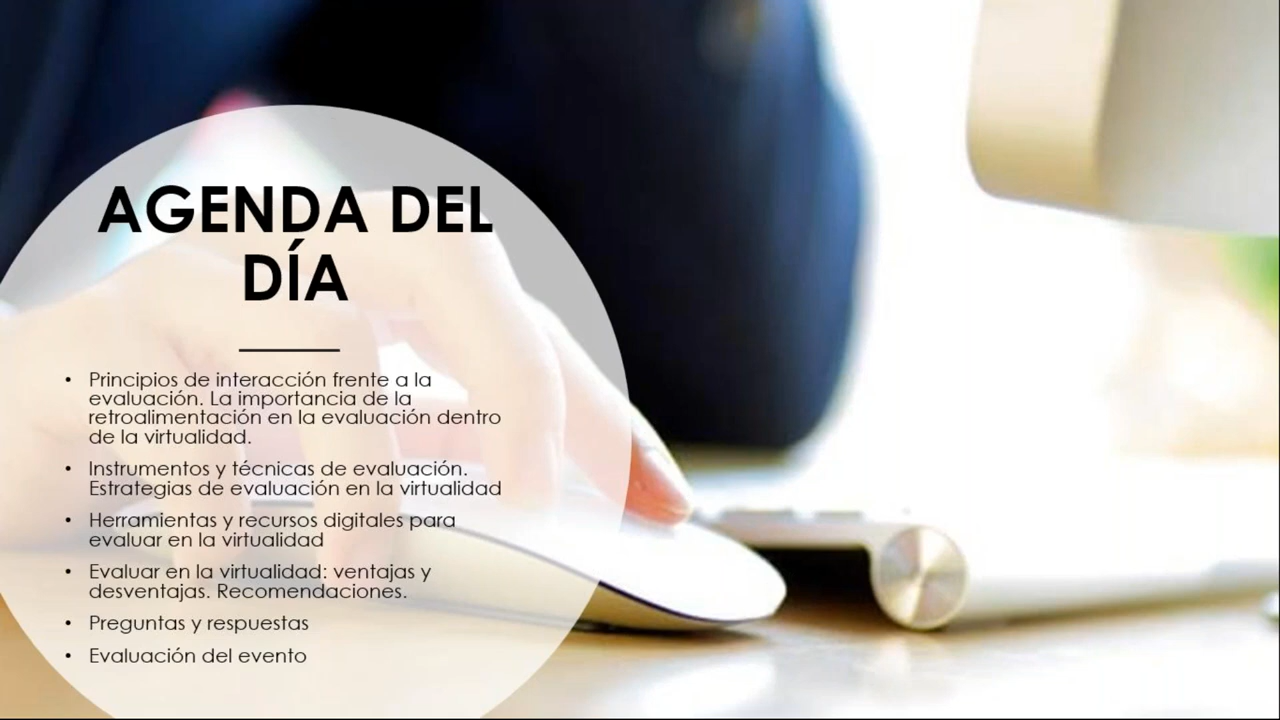 AGENDA DEL
DÍA
• Principios de interacción frente a la
evaluación. La importancia de la
retroalimentación en la evaluación dentro
de la virtualidad.
• Instrumentos y técnicas de evaluación.
Estrategias de evaluación en la virtualidad
• Herramientas y recursos digitales para
evaluar en la virtualidad
• Evaluar en la virtualidad: ventajas y
desventajas. Recomendaciones.
• Preguntas y respuestas
• Evaluación del evento